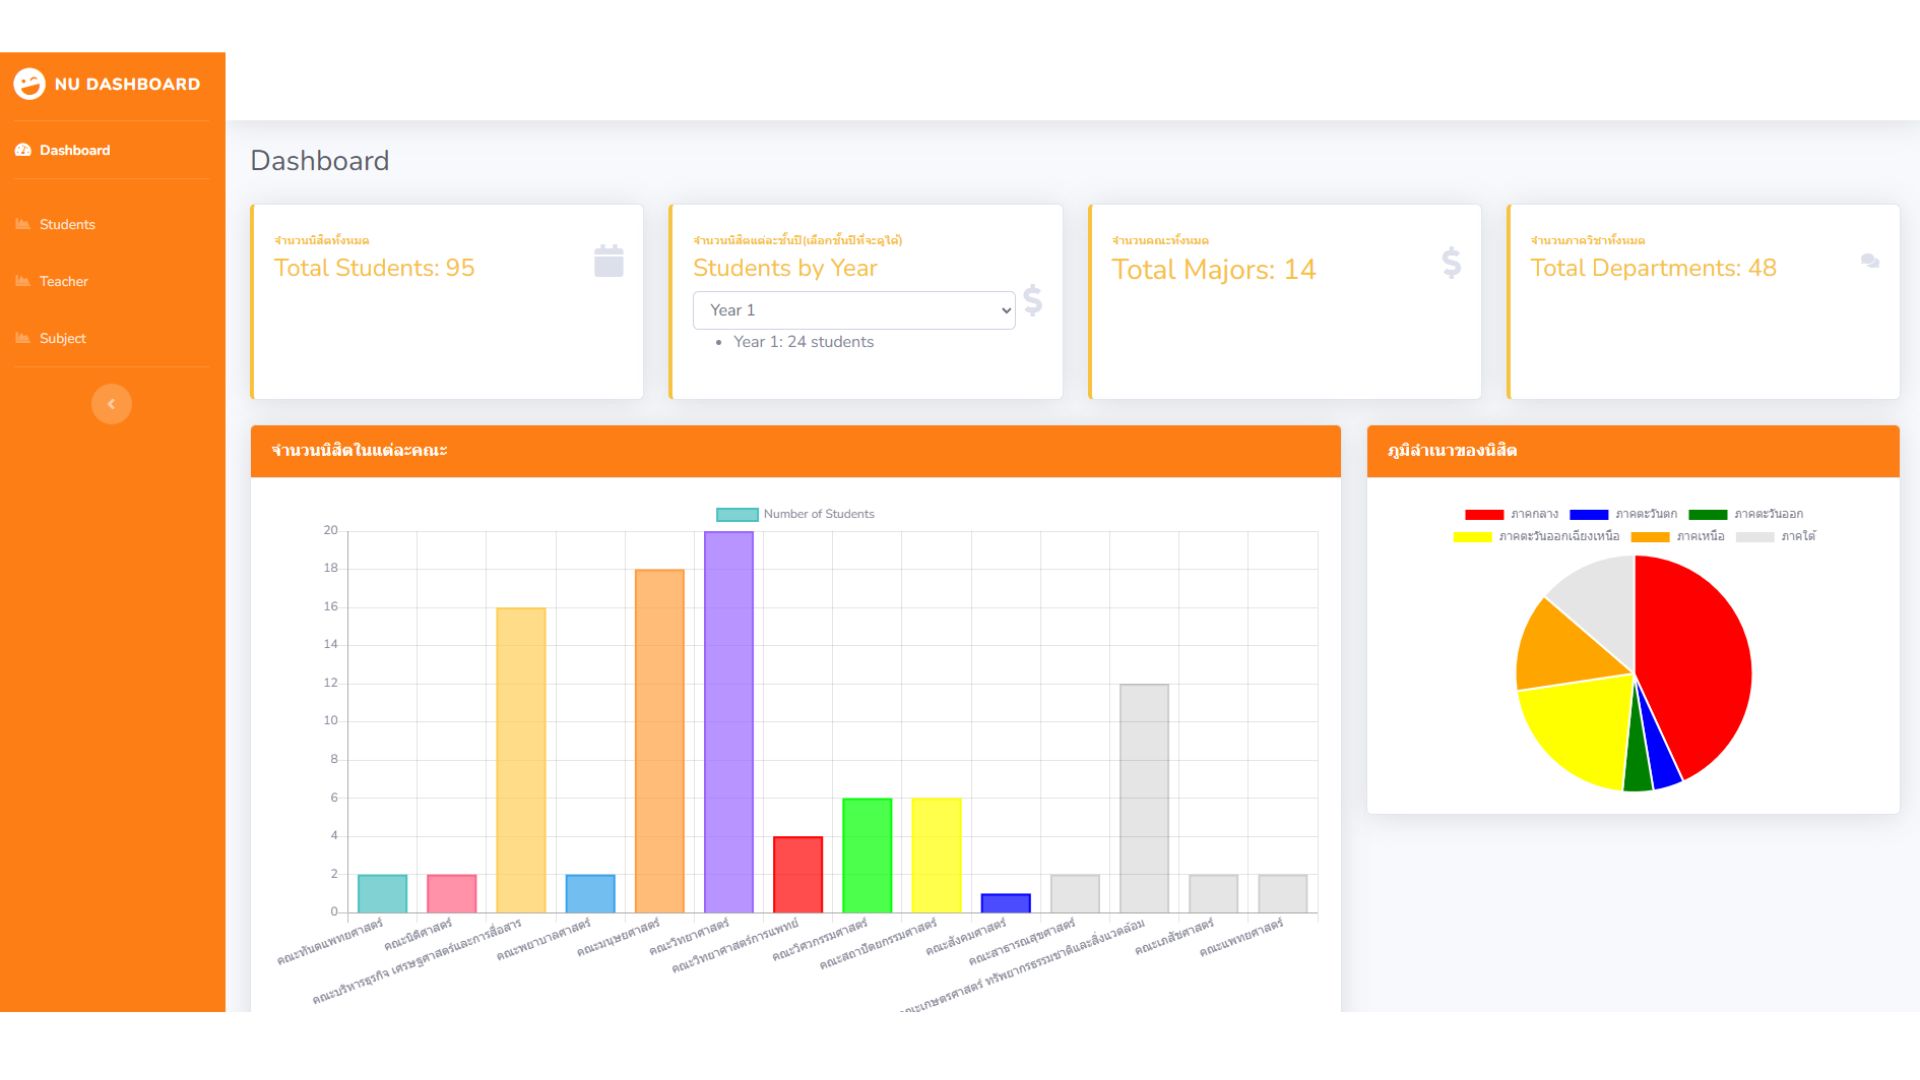 NU DASHBOARD
Dashboard
Students
Teacher
Subject
Dashboard
จำนวนนิสิตทั้งหมด
Total Students: 95
จำนวนนิสิตแต่ละชั้นปี(เลือกชั้นปีที่จะดูได้)
Students by Year
Year 1
Year 1: 24 students
จำนวนคณะทั้งหมด
Total Majors: 14
จำนวนภาควิชาทั้งหมด
Total Departments: 48
จำนวนนิสิตในแต่ละคณะ
Number of Students
20
18
16
14
12
10
8
6
4
2
0
คณะทันตแพทยศาสตร์
คณะนิติศาสตร์
คณะบริหารธุรกิจ เศรษฐศาสตร์และการสื่อสาร
คณะพยาบาลศาสตร์
คณะมนุษยศาสตร์
คณะวิทยาศาสตร์
คณะวิทยาศาสตร์การแพทย์
คณะวิศวกรรมศาสตร์
คณะสถาปัตยกรรมศาสตร์
คณะสังคมศาสตร์
คณะสาธารณสุขศาสตร์
คณะเกษตรศาสตร์ ทรัพยากรธรรมชาติและสิ่งแวดล้อม
คณะเภสัชศาสตร์
คณะแพทยศาสตร์
ภูมิลำเนาของนิสิต
ภาคกลาง ภาคตะวันตก ภาคตะวันออก
ภาคตะวันออกเฉียงเหนือ ภาคเหนือ ภาคใต้